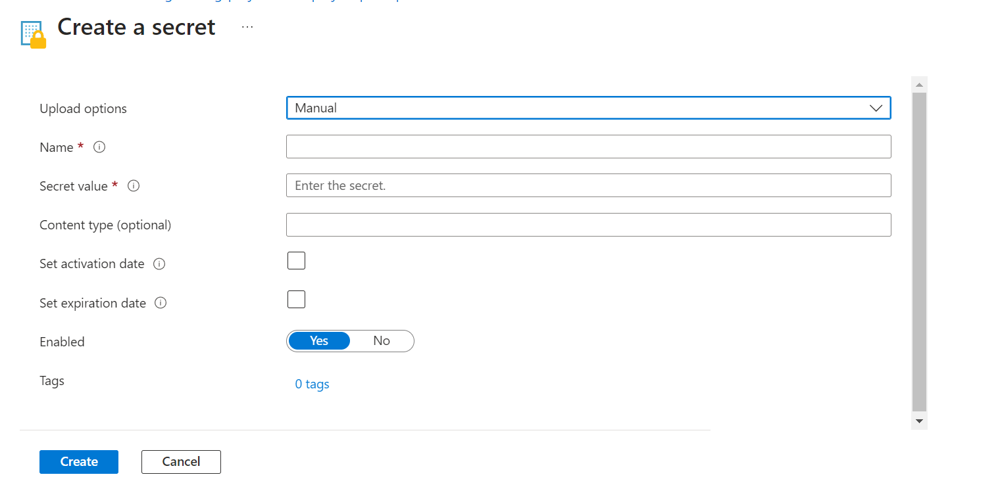 Create a secret ...
Upload options Manual
Name *
Secret value * Enter the secret.
Content type (optional)
Set activation date
Set expiration date
Enabled Yes No
Tags 0 tags
Create Cancel